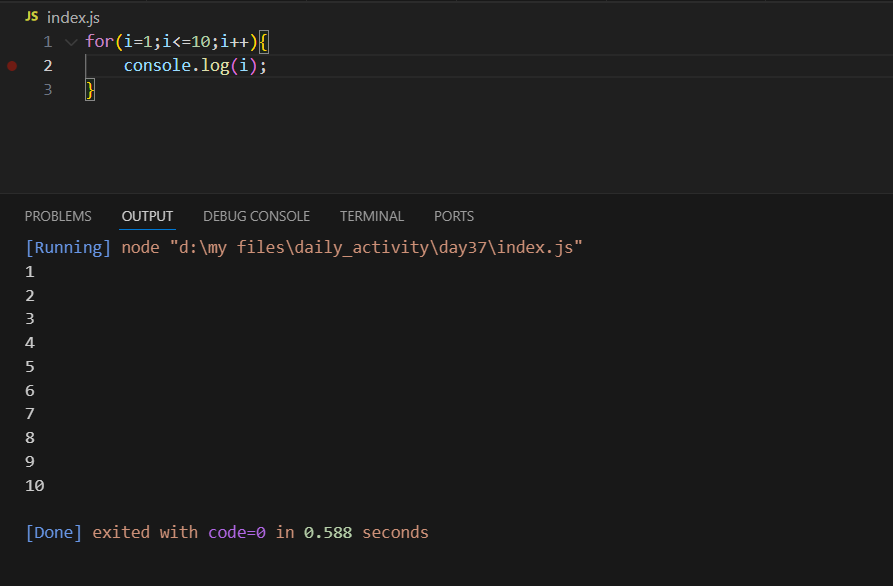 JS index.js
1 for(i=1;i<=10;i++){
2     console.log(i);
3 }
PROBLEMS OUTPUT DEBUG CONSOLE TERMINAL PORTS
[Running] node "d:\my files\daily_activity\day37\index.js"
1
2
3
4
5
6
7
8
9
10
[Done] exited with code=0 in 0.588 seconds